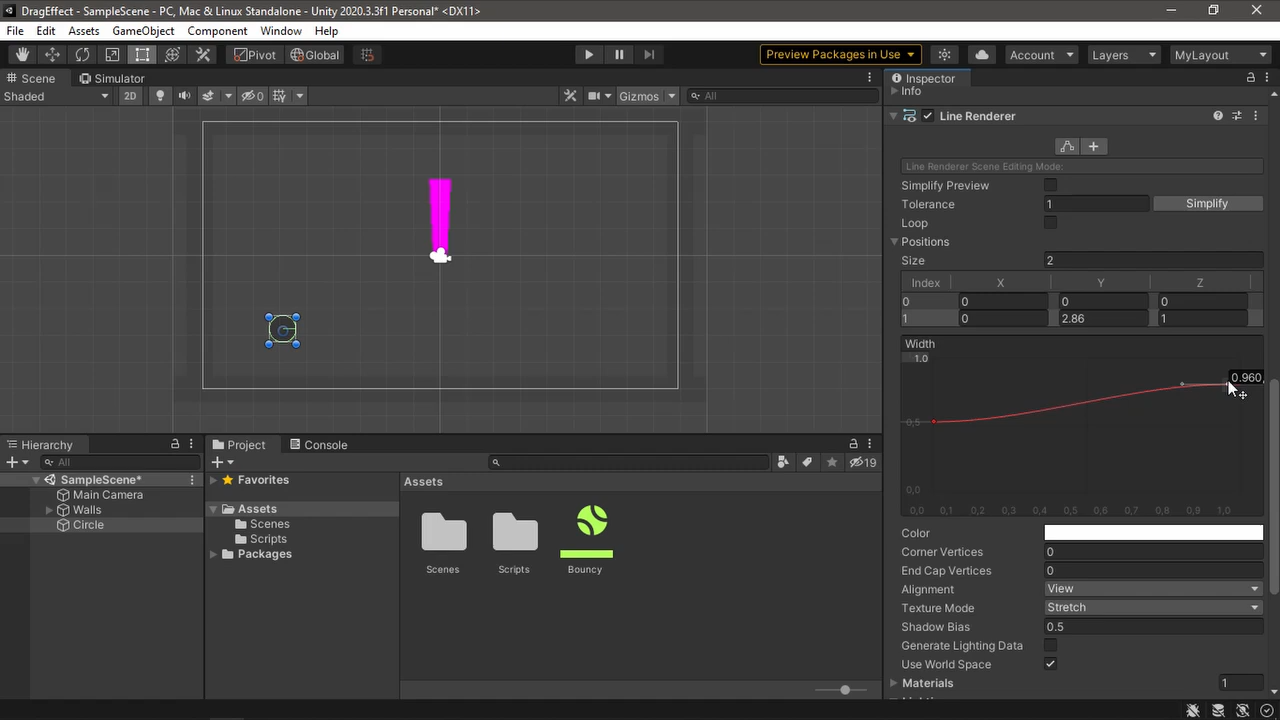 DragEffect - SampleScene - PC, Mac & Linux Standalone - Unity 2020.3.3f1 Personal* <DX11>
File Edit Assets GameObject Component Window Help
Pivot Global Preview Packages in Use Account Layers MyLayout
Scene Simulator Inspector
Shaded 2D 0 Gizmos All
Info
Line Renderer
Line Renderer Scene Editing Mode:
Simplify Preview
Tolerance 1 Simplify
Loop
Positions
Size 2
Index X Y Z
0 0 0 0
1 0 2.86 1
Width
1.0
0.960,
0,5
0,0
0,0 0,1 0,2 0,3 0,4 0,5 0,6 0,7 0,8 0,9 1,0
Color
Corner Vertices 0
End Cap Vertices 0
Alignment View
Texture Mode Stretch
Shadow Bias 0.5
Generate Lighting Data
Use World Space
Materials 1
Hierarchy
All
SampleScene*
Main Camera
Walls
Circle
Project Console
19
Favorites
Assets
Scenes
Scripts
Packages
Assets
Scenes Scripts Bouncy